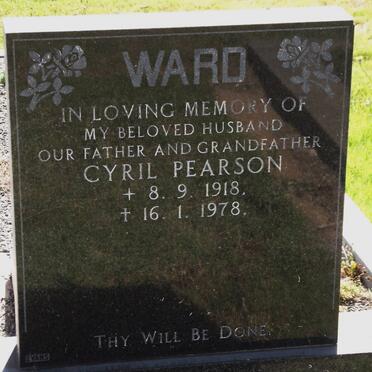 WARD
IN LOVING MEMORY OF
MY BELOVED HUSBAND
OUR FATHER AND GRANDFATHER
CYRIL PEARSON
+ 8. 9. 1918.
† 16. 1. 1978.
THY WILL BE DONE.
EVANS